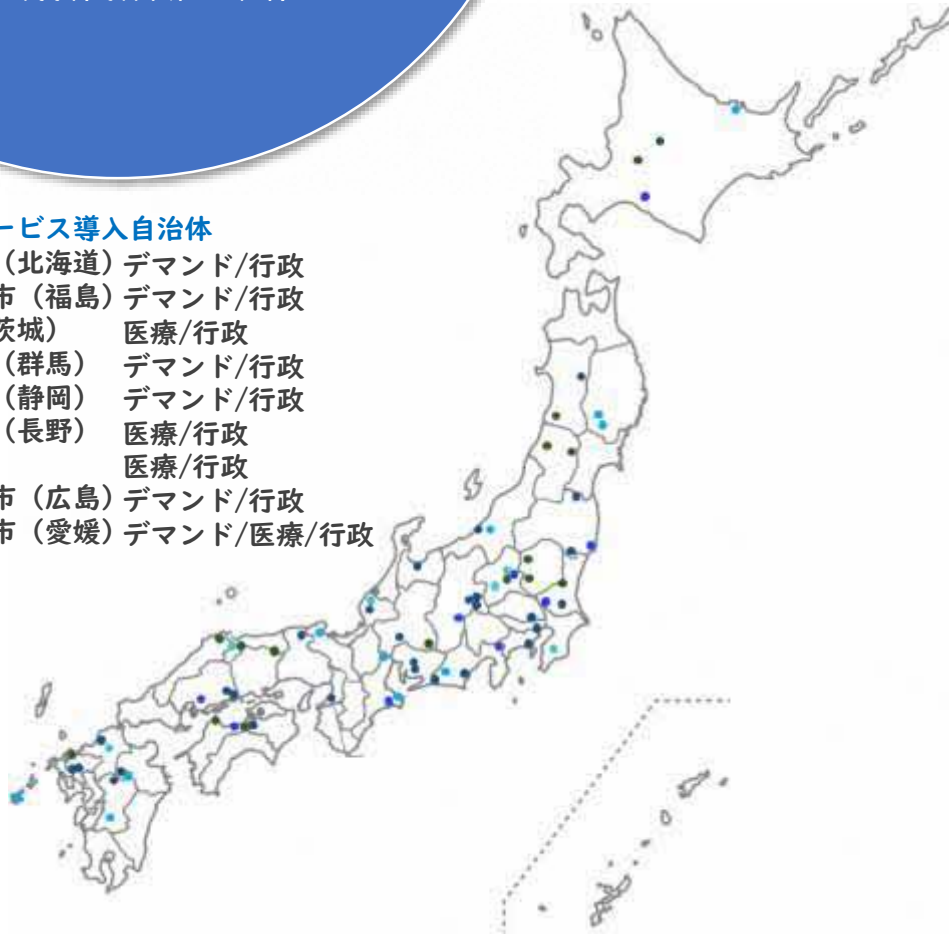 ービス導入自治体
（北海道）デマンド/行政
市（福島）デマンド/行政
茨城）　医療/行政
（群馬）　デマンド/行政
（静岡）　デマンド/行政
（長野）　医療/行政
医療/行政
市（広島）デマンド/行政
市（愛媛）デマンド/医療/行政